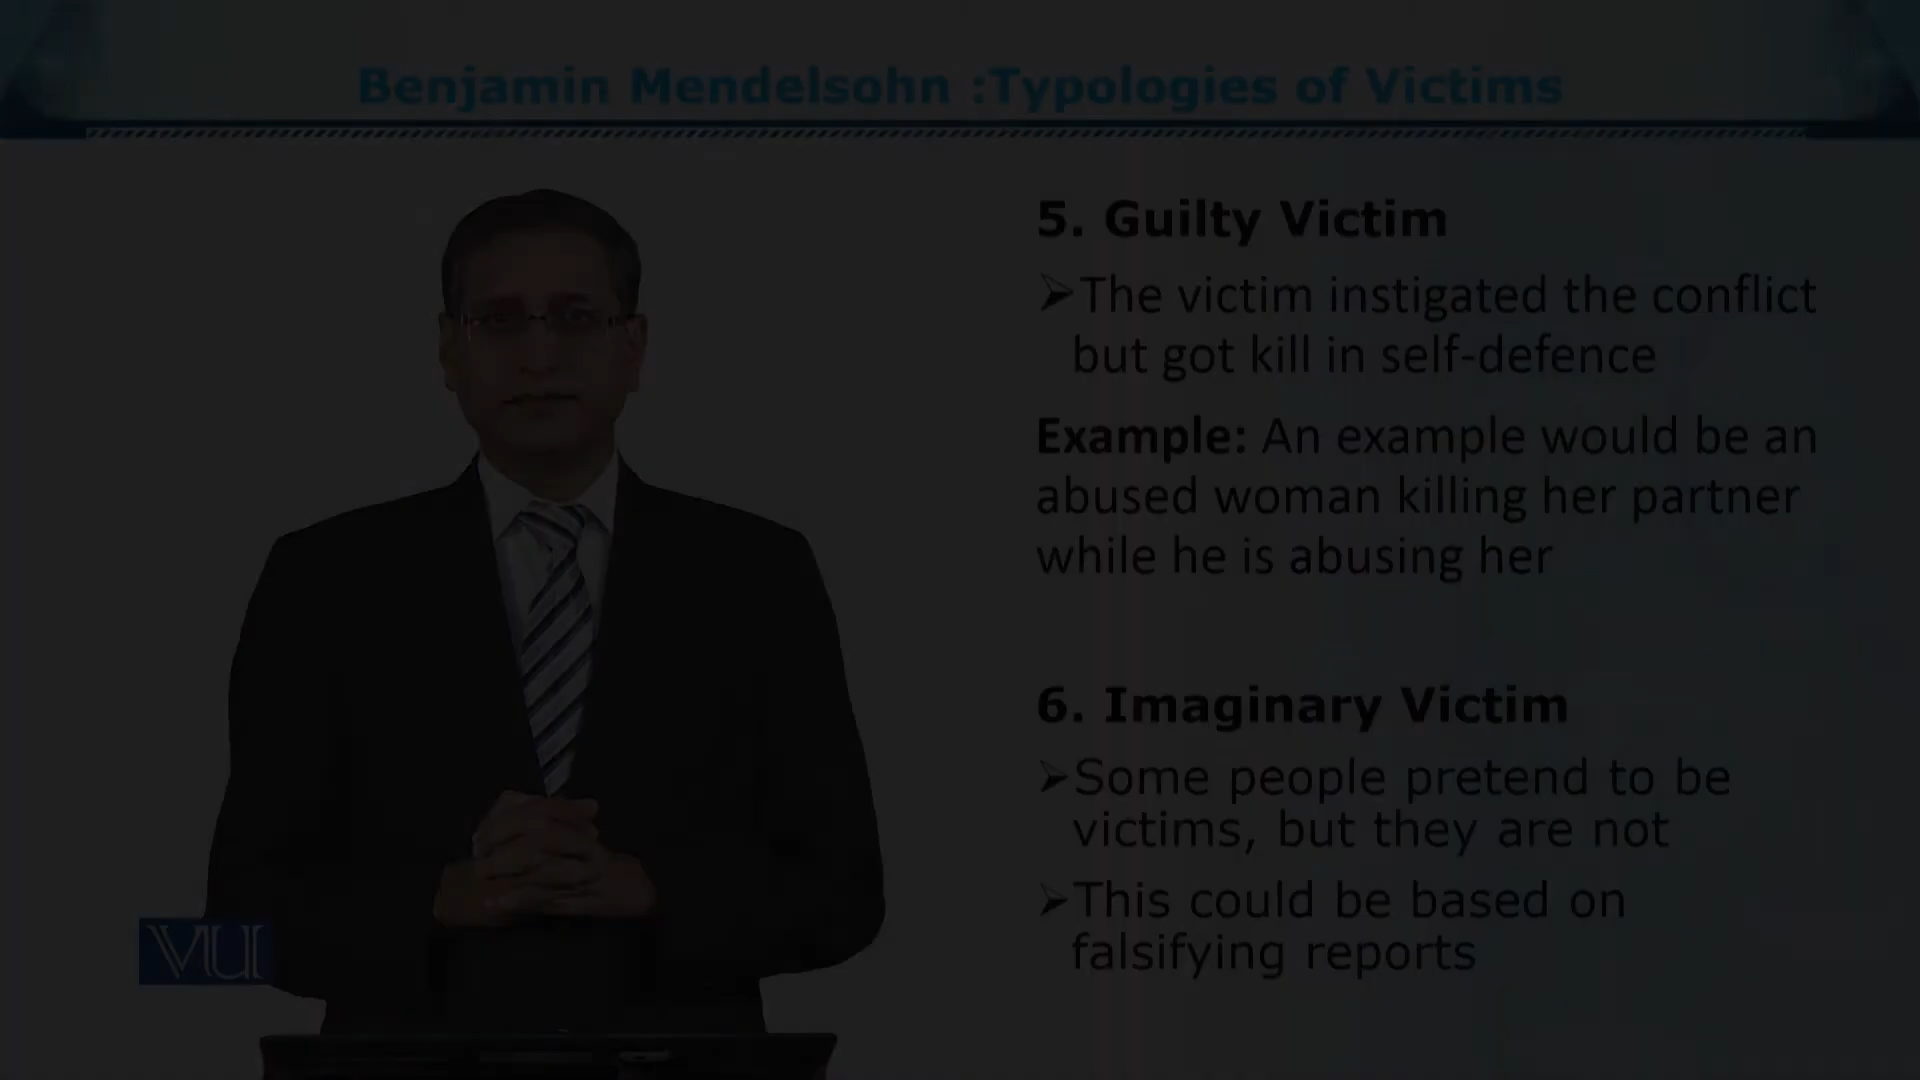 Benjamin Mendelsohn :Typologies of Victims
5. Guilty Victim
➢The victim instigated the conflict
but got kill in self-defence
Example: An example would be an
abused woman killing her partner
while he is abusing her
6. Imaginary Victim
➢Some people pretend to be
victims, but they are not
➢This could be based on
falsifying reports
VU